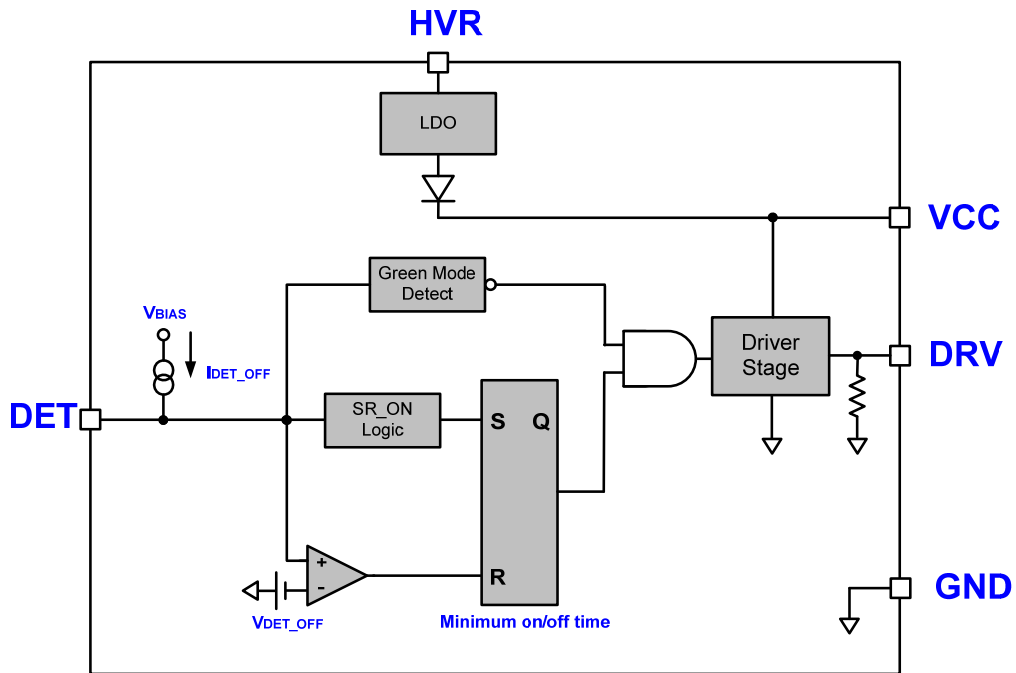 HVR
LDO
VCC
Green Mode
Detect
VBIAS
IDET_OFF
Driver
Stage
DRV
DET
SR_ON
Logic
S Q
+
-
R
VDET_OFF
Minimum on/off time
GND